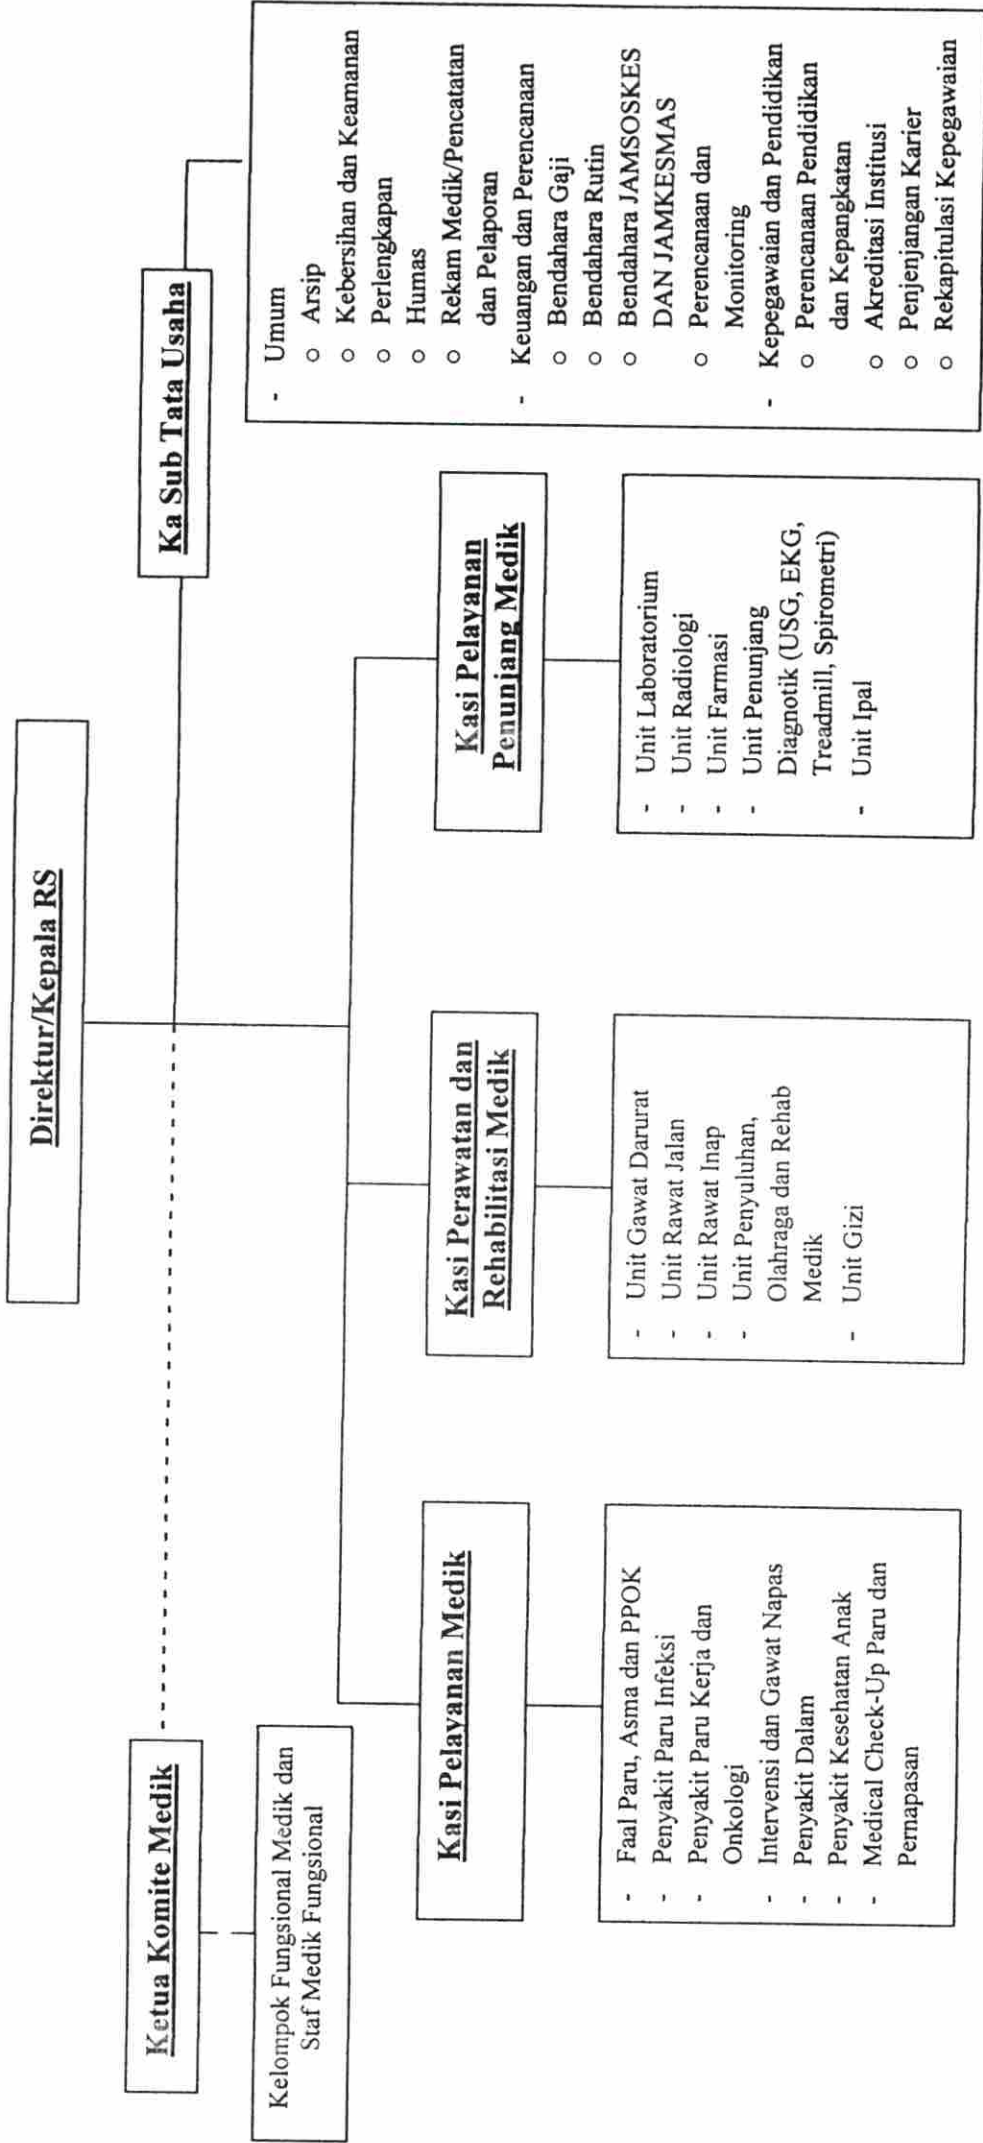 Direktur/Kepala RS
Ketua Komite Medik
Kelompok Fungsional Medik dan
Staf Medik Fungsional
Ka Sub Tata Usaha
- Umum
o Arsip
o Kebersihan dan Keamanan
o Perlengkapan
o Humas
o Rekam Medik/Pencatatan
dan Pelaporan
- Keuangan dan Perencanaan
o Bendahara Gaji
o Bendahara Rutin
o Bendahara JAMSOSKES
DAN JAMKESMAS
o Perencanaan dan
Monitoring
- Kepegawaian dan Pendidikan
o Perencanaan Pendidikan
dan Kepangkatan
o Akreditasi Institusi
o Penjenjangan Karier
o Rekapitulasi Kepegawaian
Kasi Pelayanan Medik
- Faal Paru, Asma dan PPOK
- Penyakit Paru Infeksi
- Penyakit Paru Kerja dan
Onkologi
- Intervensi dan Gawat Napas
- Penyakit Dalam
- Penyakit Kesehatan Anak
- Medical Check-Up Paru dan
Pernapasan
Kasi Perawatan dan
Rehabilitasi Medik
- Unit Gawat Darurat
- Unit Rawat Jalan
- Unit Rawat Inap
- Unit Penyuluhan,
Olahraga dan Rehab
Medik
- Unit Gizi
Kasi Pelayanan
Penunjang Medik
- Unit Laboratorium
- Unit Radiologi
- Unit Farmasi
- Unit Penunjang
Diagnotik (USG, EKG,
Treadmill, Spirometri)
- Unit Ipal